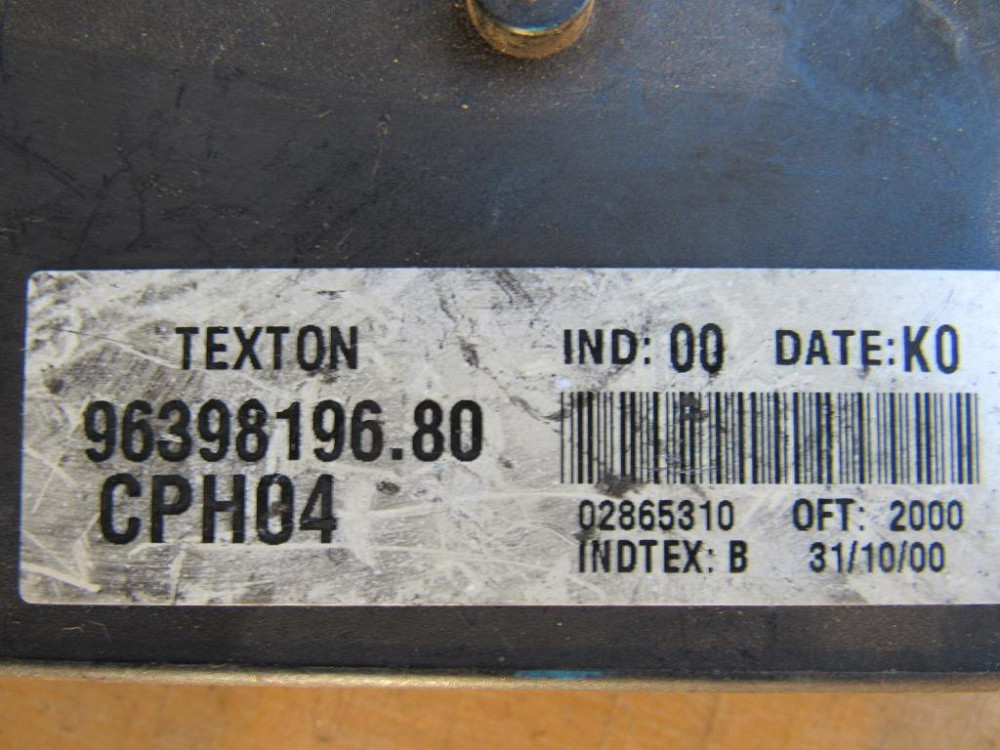 TEXTON
96398196.80
CPH04
IND: 00 DATE:K0
02865310 OFT: 2000
INDTEX: B 31/10/00